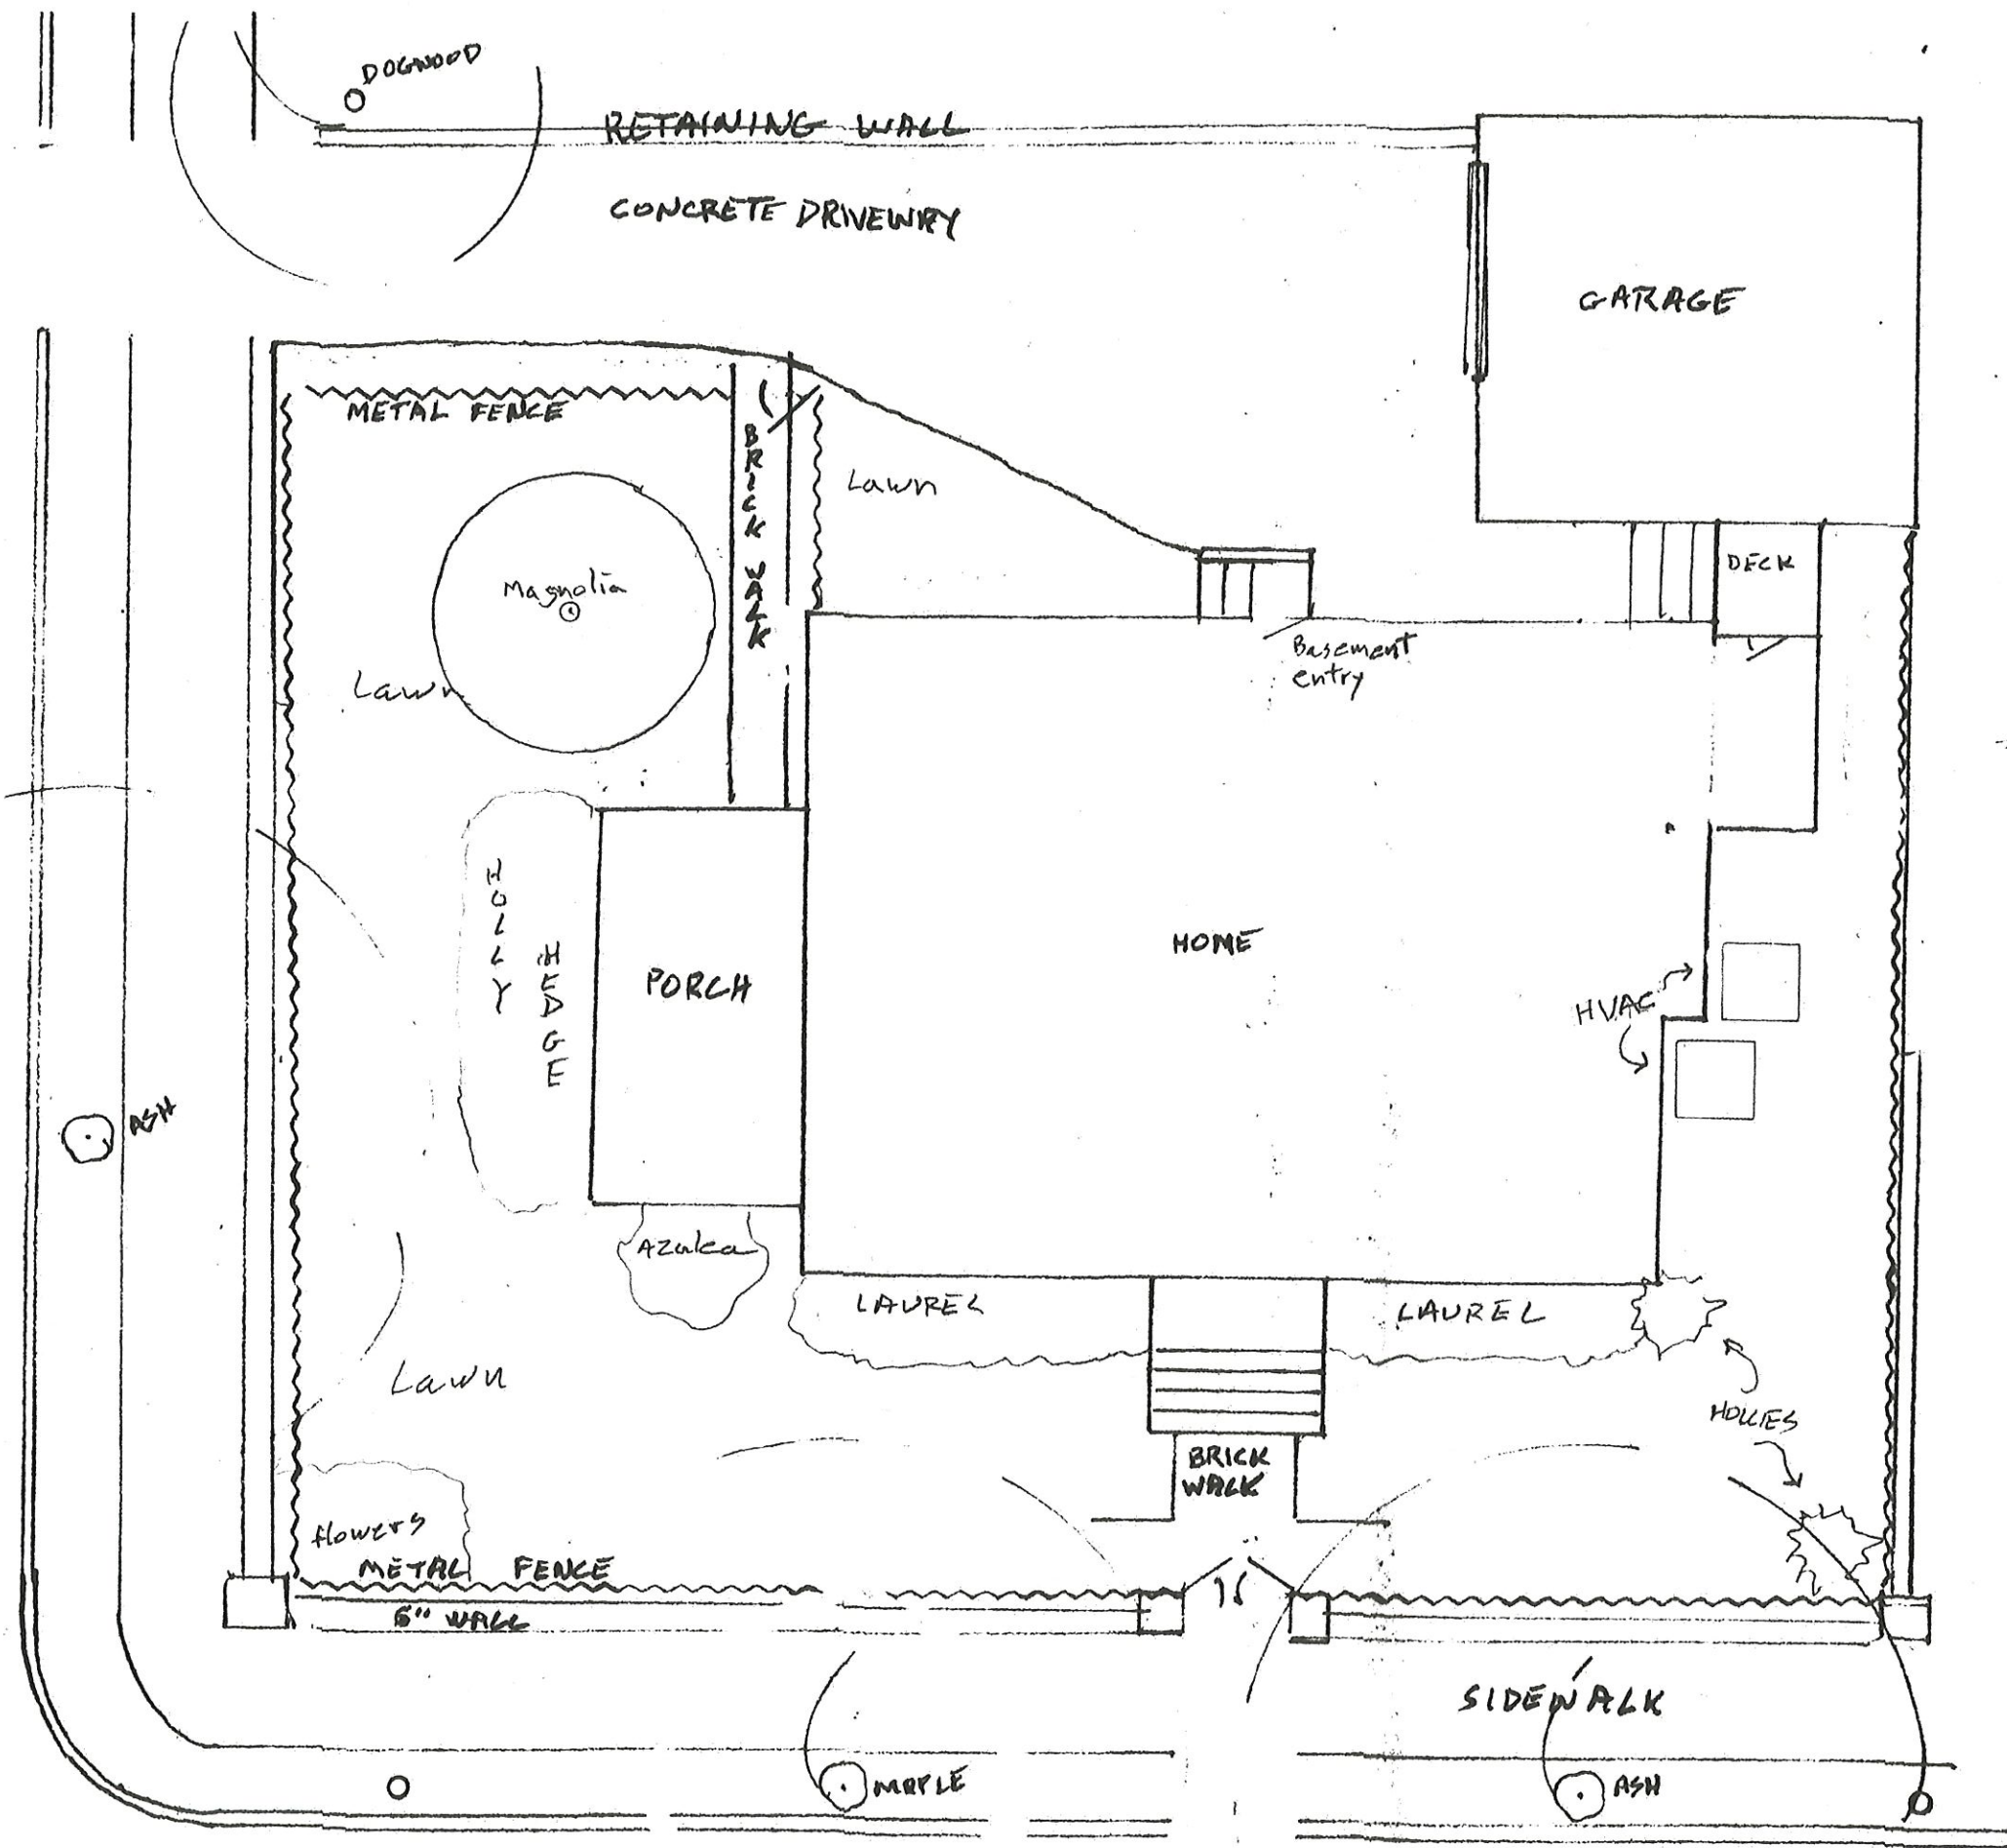 DOGWOOD
RETAINING WALL
CONCRETE DRIVEWAY
GARAGE
METAL FENCE
BRICK WALK
Lawn
DECK
Magnolia
Basement
entry
Lawn
HOLLY
HEDGE
PORCH
HOME
HVAC
ASH
Azalea
LAUREL
LAUREL
Lawn
HOLLIES
BRICK
WALK
flowers
METAL FENCE
6" WALL
SIDEWALK
MAPLE
ASH